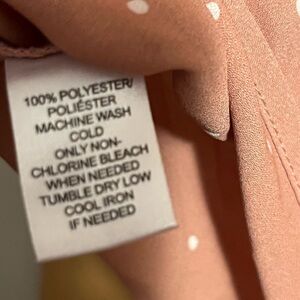 100% POLYESTER/
POLIÉSTER
MACHINE WASH
COLD
ONLY NON-
CHLORINE BLEACH
WHEN NEEDED
TUMBLE DRY LOW
COOL IRON
IF NEEDED